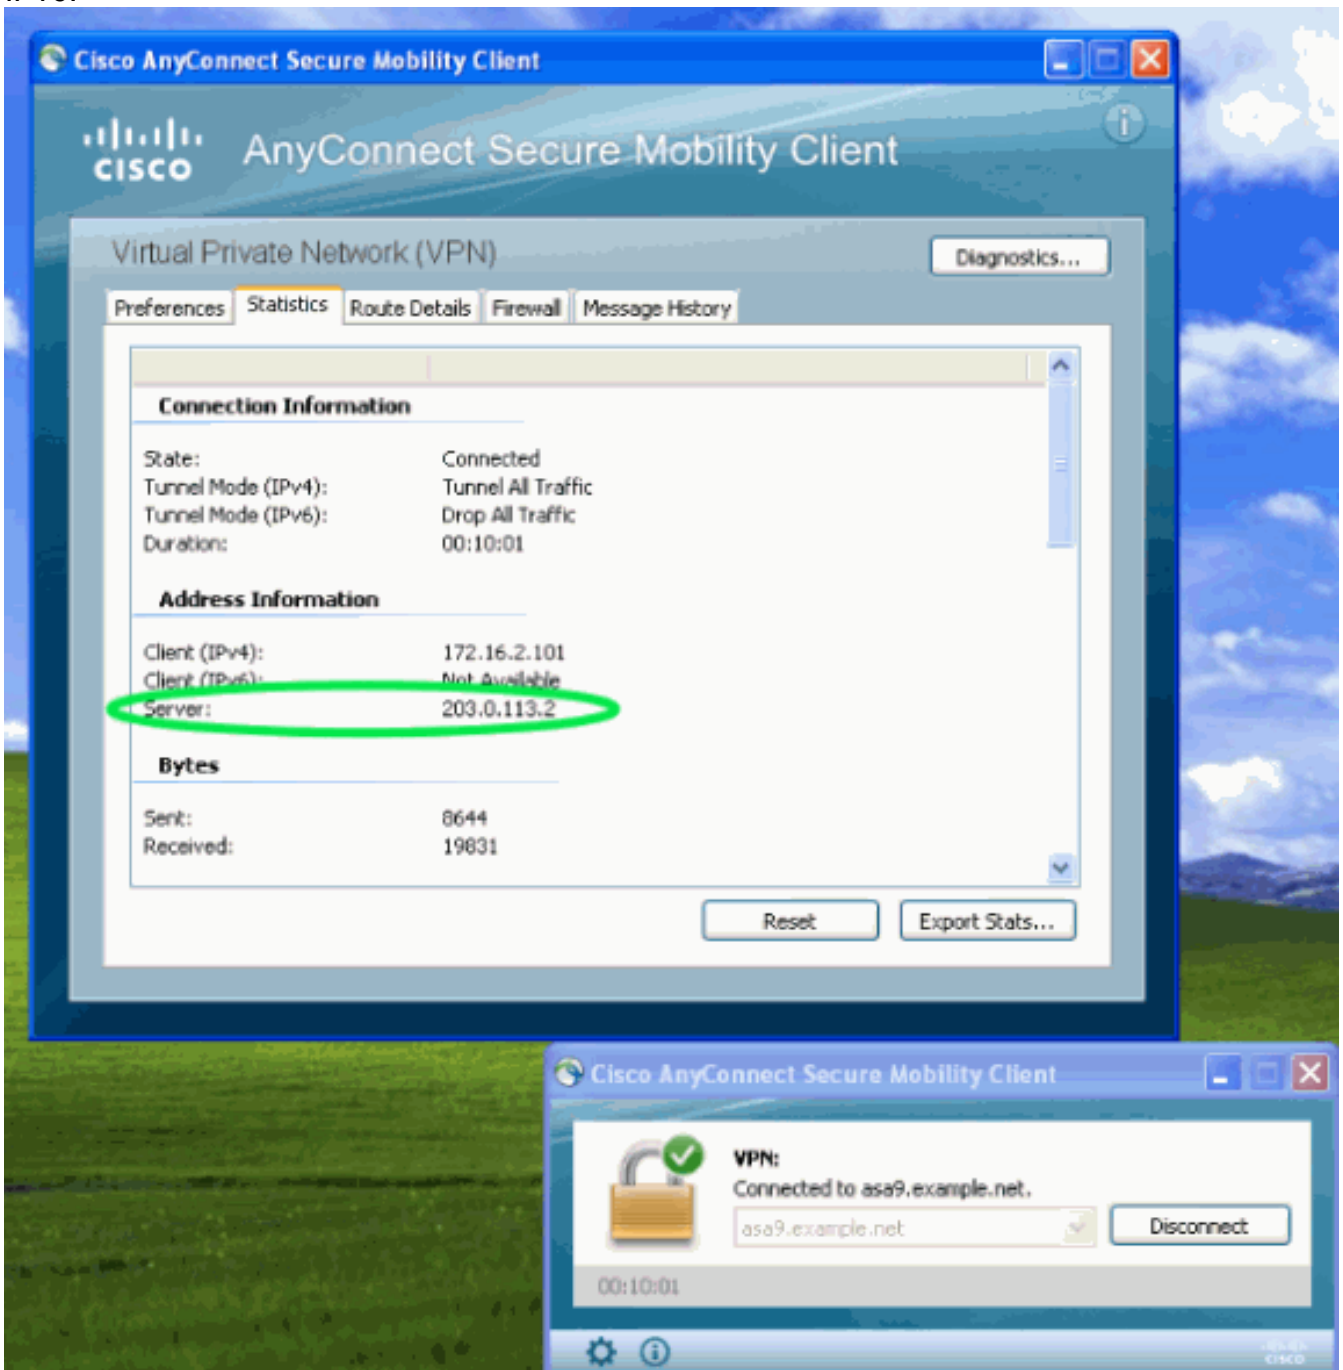 Cisco AnyConnect Secure Mobility Client
CISCO AnyConnect Secure Mobility Client
Virtual Private Network (VPN)
Diagnostics...
Preferences Statistics Route Details Firewall Message History
Connection Information
State: Connected
Tunnel Mode (IPv4): Tunnel All Traffic
Tunnel Mode (IPv6): Drop All Traffic
Duration: 00:10:01
Address Information
Client (IPv4): 172.16.2.101
Client (IPv6): Not Available
Server: 203.0.113.2
Bytes
Sent: 8644
Received: 19831
Reset Export Stats...
Cisco AnyConnect Secure Mobility Client
VPN:
Connected to asa9.example.net.
asa9.example.net Disconnect
00:10:01
CISCO